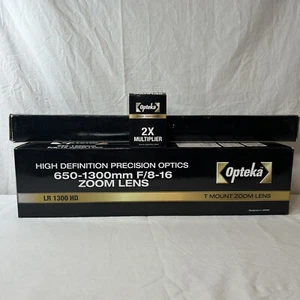 Opteka
2X
MULTIPLIER
HIGH DEFINITION PRECISION OPTICS
650-1300mm F/8-16
ZOOM LENS
Opteka
LR 1300 HD
T MOUNT ZOOM LENS